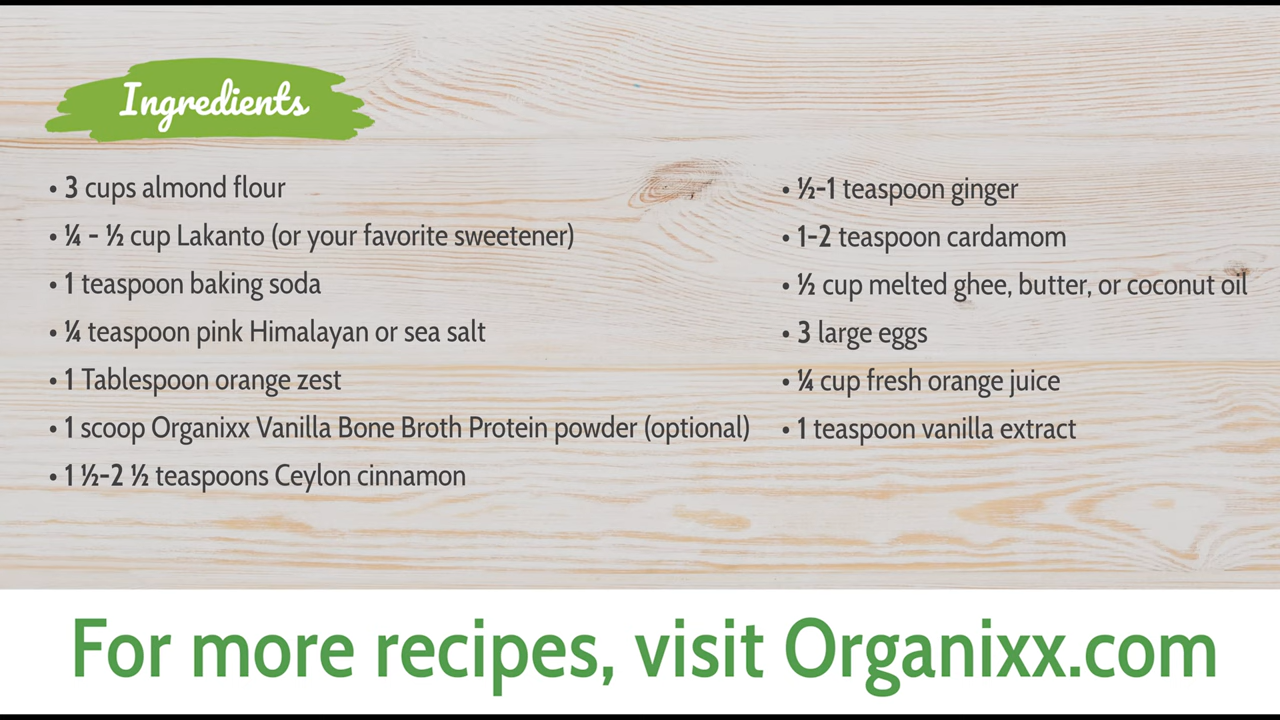 Ingredients
• 3 cups almond flour
• ¼ – ½ cup Lakanto (or your favorite sweetener)
• 1 teaspoon baking soda
• ¼ teaspoon pink Himalayan or sea salt
• 1 Tablespoon orange zest
• 1 scoop Organixx Vanilla Bone Broth Protein powder (optional)
• 1 ½–2 ½ teaspoons Ceylon cinnamon
• ½–1 teaspoon ginger
• 1–2 teaspoon cardamom
• ½ cup melted ghee, butter, or coconut oil
• 3 large eggs
• ¼ cup fresh orange juice
• 1 teaspoon vanilla extract
For more recipes, visit Organixx.com